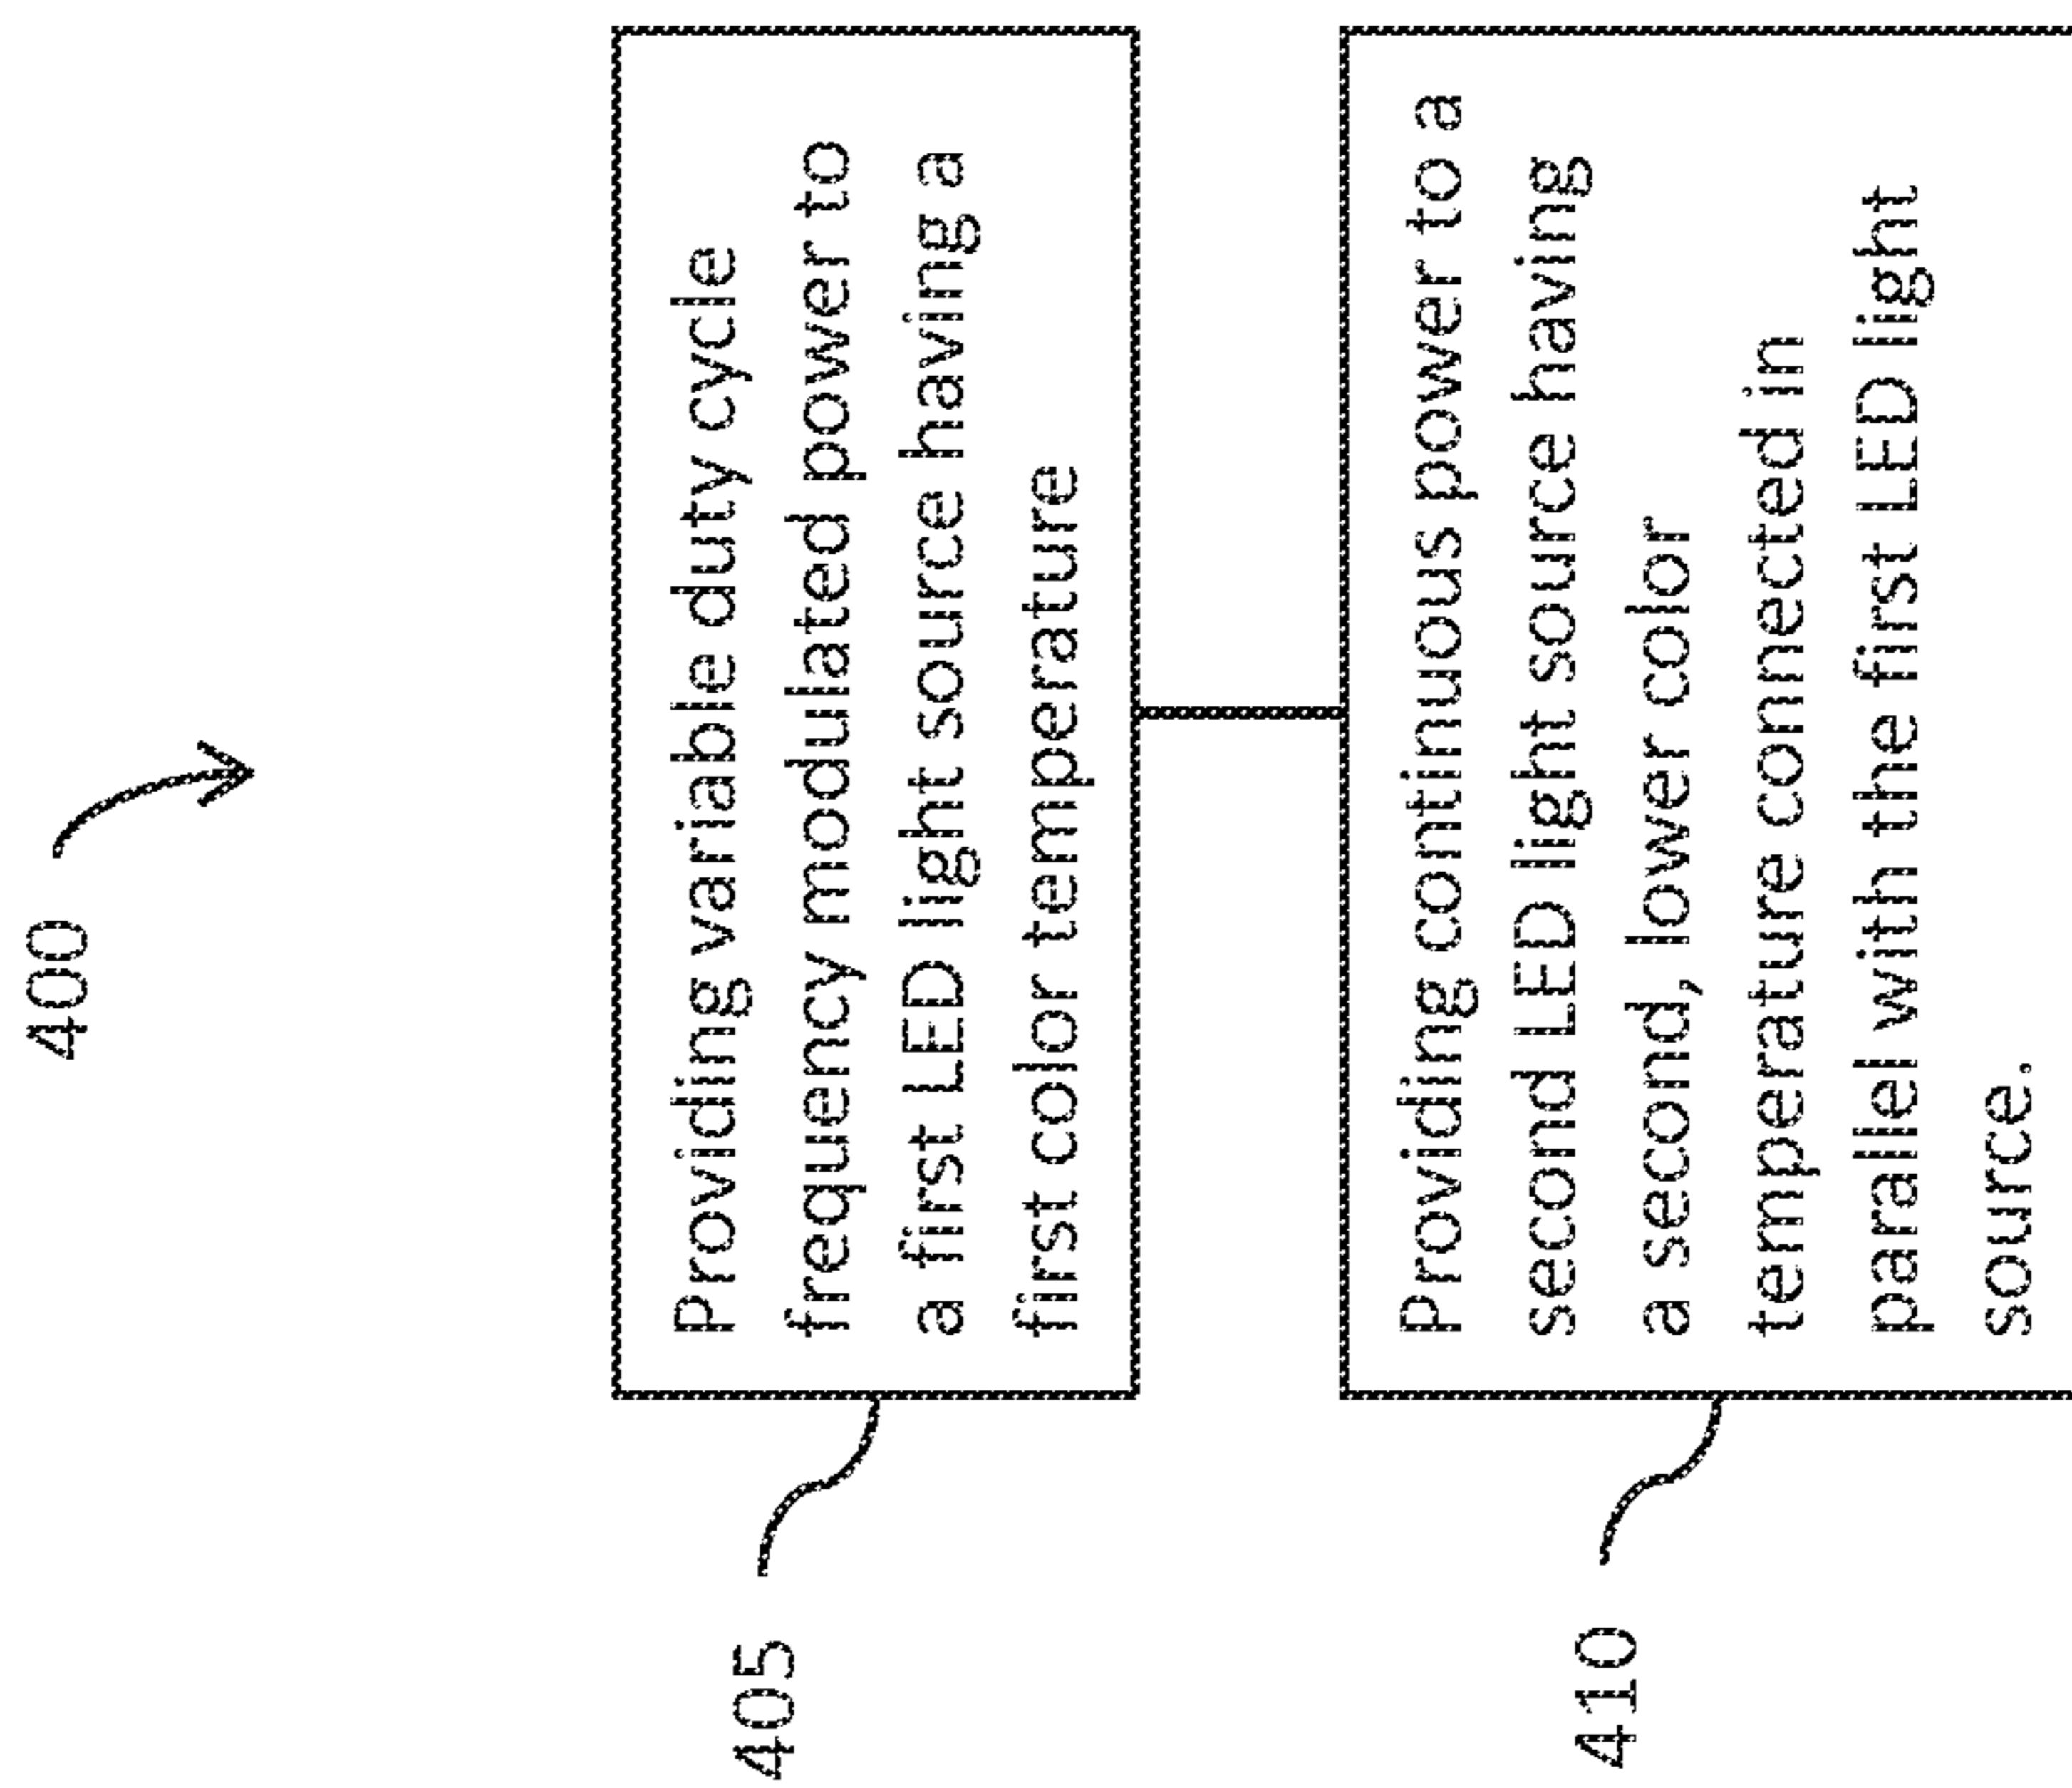 400
405
Providing variable duty cycle
frequency modulated power to
a first LED light source having a
first color temperature
410
Providing continuous power to a
second LED light source having
a second, lower color
temperature connected in
parallel with the first LED light
source.